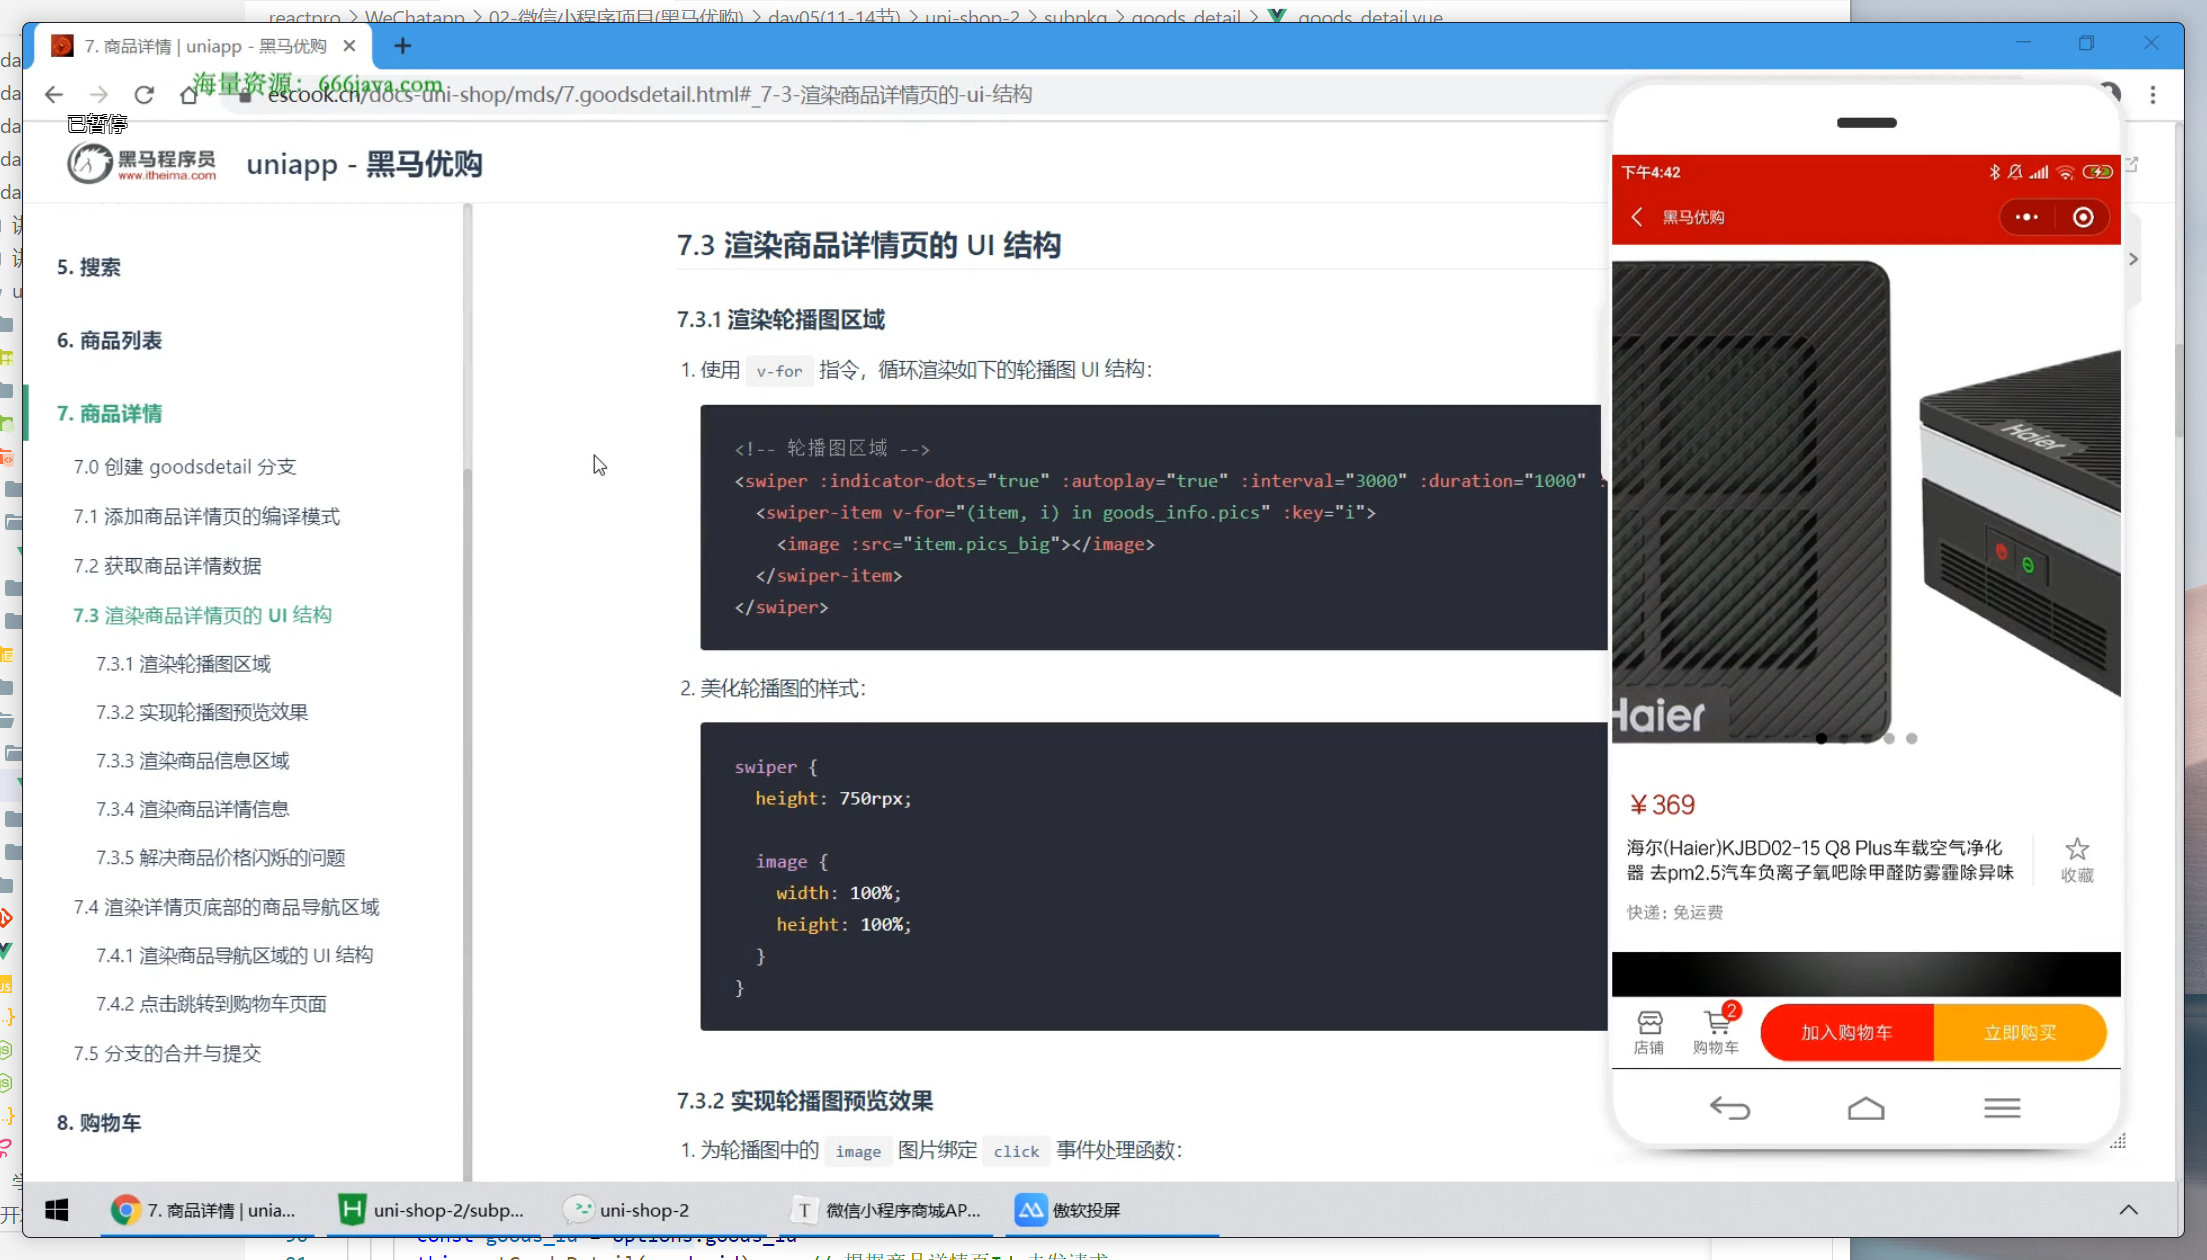 reactpro > WeChatapp > 02-微信小程序项目(黑马优购) > day05(11-14节) > uni-shop-2 > subpkg > goods_detail > goods_detail.vue
7. 商品详情 | uniapp - 黑马优购
海量资源：666java.com
escook.cn/docs-uni-shop/mds/7.goodsdetail.html#_7-3-渲染商品详情页的-ui-结构
已暂停
黑马程序员
www.itheima.com
uniapp - 黑马优购
5. 搜索
6. 商品列表
7. 商品详情
7.0 创建 goodsdetail 分支
7.1 添加商品详情页的编译模式
7.2 获取商品详情数据
7.3 渲染商品详情页的 UI 结构
7.3.1 渲染轮播图区域
7.3.2 实现轮播图预览效果
7.3.3 渲染商品信息区域
7.3.4 渲染商品详情信息
7.3.5 解决商品价格闪烁的问题
7.4 渲染详情页底部的商品导航区域
7.4.1 渲染商品导航区域的 UI 结构
7.4.2 点击跳转到购物车页面
7.5 分支的合并与提交
8. 购物车
7.3 渲染商品详情页的 UI 结构
7.3.1 渲染轮播图区域
1. 使用 v-for 指令，循环渲染如下的轮播图 UI 结构：
<!-- 轮播图区域 -->
<swiper :indicator-dots="true" :autoplay="true" :interval="3000" :duration="1000" :
<swiper-item v-for="(item, i) in goods_info.pics" :key="i">
<image :src="item.pics_big"></image>
</swiper-item>
</swiper>
2. 美化轮播图的样式：
swiper {
height: 750rpx;
image {
width: 100%;
height: 100%;
}
}
7.3.2 实现轮播图预览效果
1. 为轮播图中的 image 图片绑定 click 事件处理函数：
下午4:42
黑马优购
Haier
Haier
￥369
海尔(Haier)KJBD02-15 Q8 Plus车载空气净化
器 去pm2.5汽车负离子氧吧除甲醛防雾霾除异味
收藏
快递：免运费
店铺
2
购物车
加入购物车
立即购买
7. 商品详情 | unia...
uni-shop-2/subp...
uni-shop-2
微信小程序商城AP...
傲软投屏
const goods_id = options.goods_id